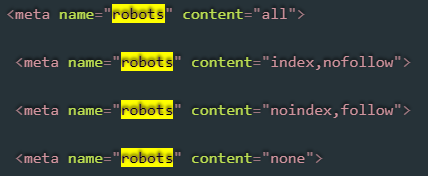 <meta name="robots" content="all">
<meta name="robots" content="index,nofollow">
<meta name="robots" content="noindex,follow">
<meta name="robots" content="none">